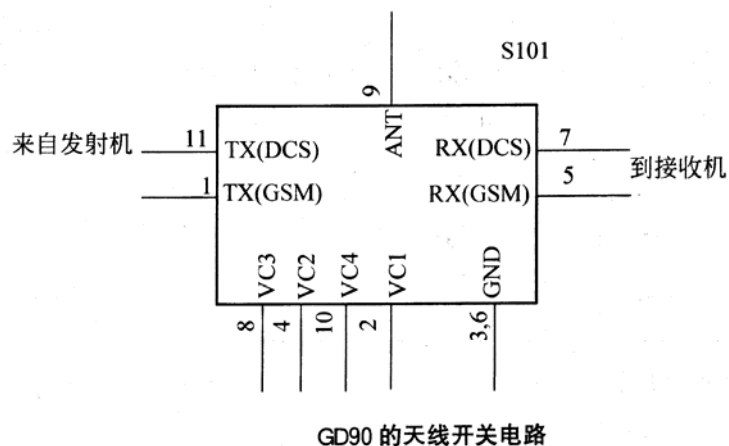 S101
9
ANT
来自发射机
11
TX(DCS)
RX(DCS)
7
1
TX(GSM)
RX(GSM)
5
到接收机
VC3
VC2
VC4
VC1
GND
8
4
10
2
3,6
GD90 的天线开关电路